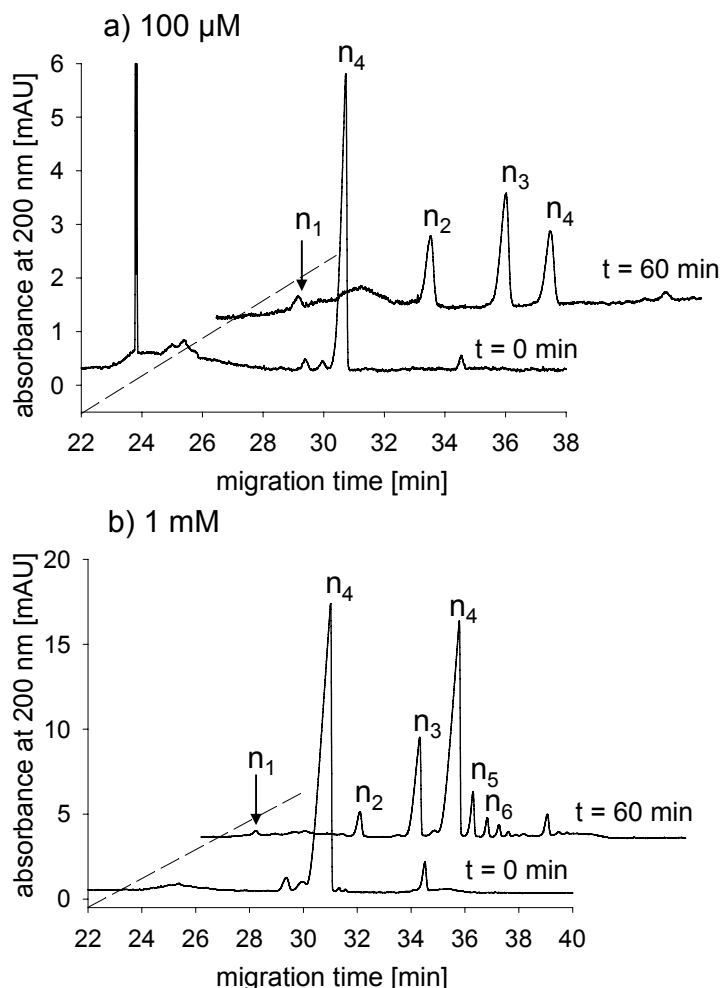 a) 100 µM
absorbance at 200 nm [mAU]
6
5
4
3
2
1
0
n₄
n₁
n₂
n₃
n₄
t = 60 min
t = 0 min
22 24 26 28 30 32 34 36 38
migration time [min]
b) 1 mM
absorbance at 200 nm [mAU]
20
15
10
5
0
n₄
n₄
n₃
n₁
n₂
n₅
n₆
t = 60 min
t = 0 min
22 24 26 28 30 32 34 36 38 40
migration time [min]